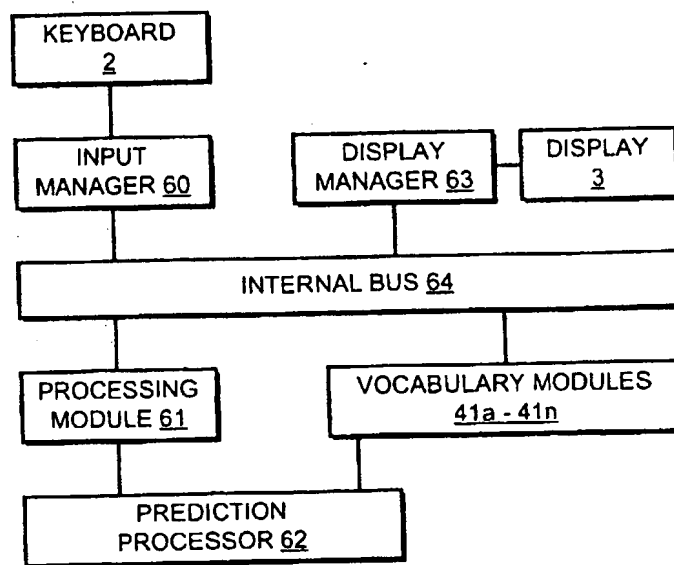 KEYBOARD
2
INPUT
MANAGER 60
DISPLAY
MANAGER 63
DISPLAY
3
INTERNAL BUS 64
PROCESSING
MODULE 61
VOCABULARY MODULES
41a - 41n
PREDICTION
PROCESSOR 62